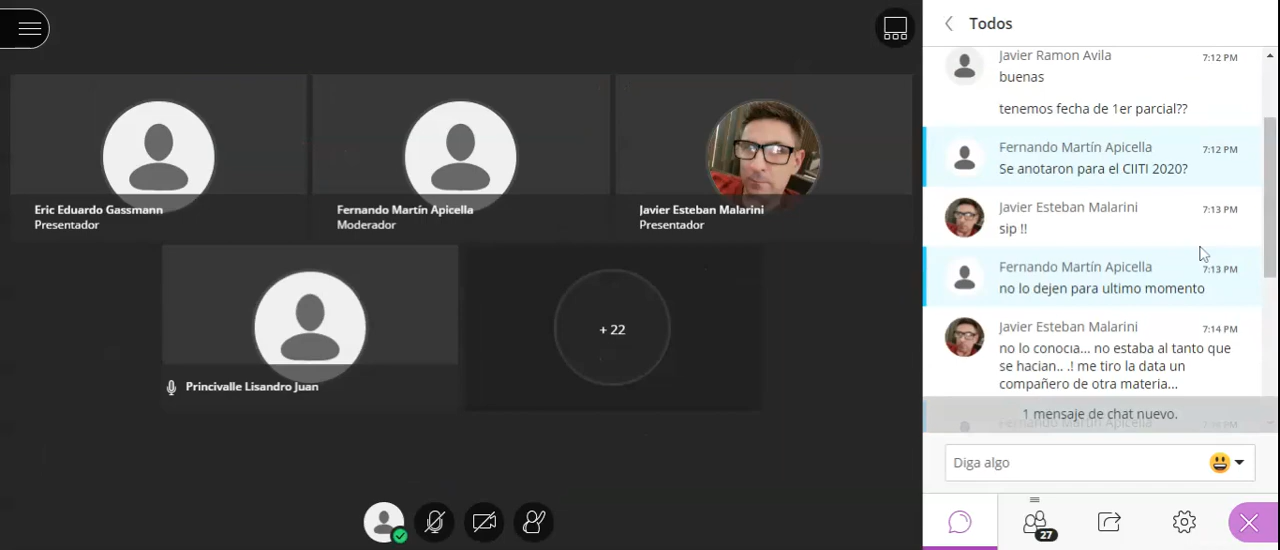 Eric Eduardo Gassmann
Presentador
Fernando Martín Apicella
Moderador
Javier Esteban Malarini
Presentador
Princivalle Lisandro Juan
+ 22
Todos
Javier Ramon Avila
7:12 PM
buenas
tenemos fecha de 1er parcial??
Fernando Martín Apicella
7:12 PM
Se anotaron para el CIITI 2020?
Javier Esteban Malarini
7:13 PM
sip !!
Fernando Martín Apicella
7:13 PM
no lo dejen para ultimo momento
Javier Esteban Malarini
7:14 PM
no lo conocia... no estaba al tanto que
se hacian.. .! me tiro la data un
compañero de otra materia...
1 mensaje de chat nuevo.
Fernando Martín Apicella
Diga algo
27